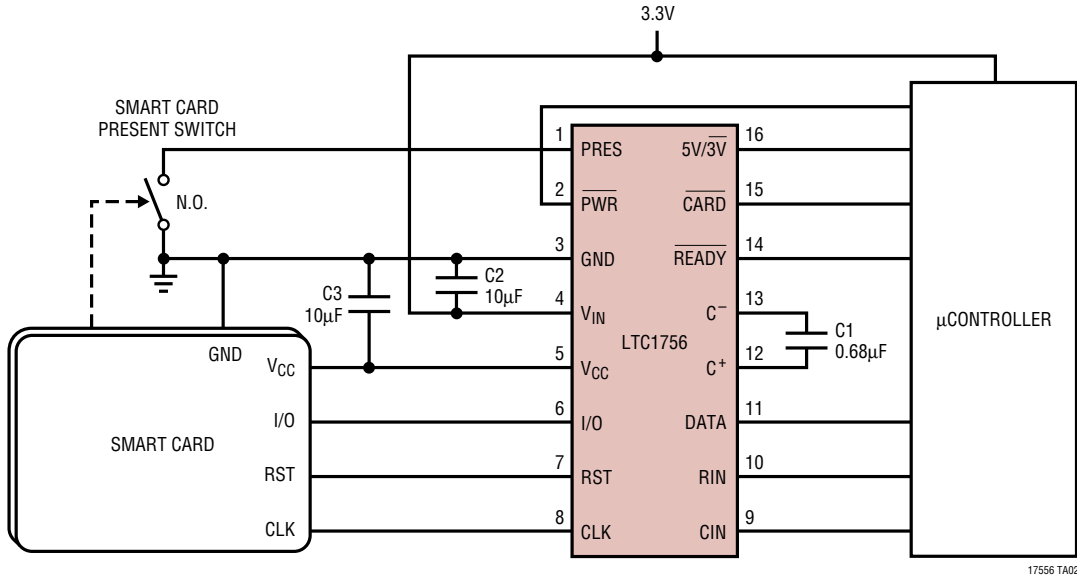 3.3V
SMART CARD
PRESENT SWITCH
N.O.
1
PRES
2
PWR
3
GND
4
VIN
5
VCC
6
I/O
7
RST
8
CLK
LTC1756
16
5V/3V
15
CARD
14
READY
13
C–
12
C+
11
DATA
10
RIN
9
CIN
C3
10µF
C2
10µF
C1
0.68µF
µCONTROLLER
GND
VCC
I/O
SMART CARD
RST
CLK
17556 TA02